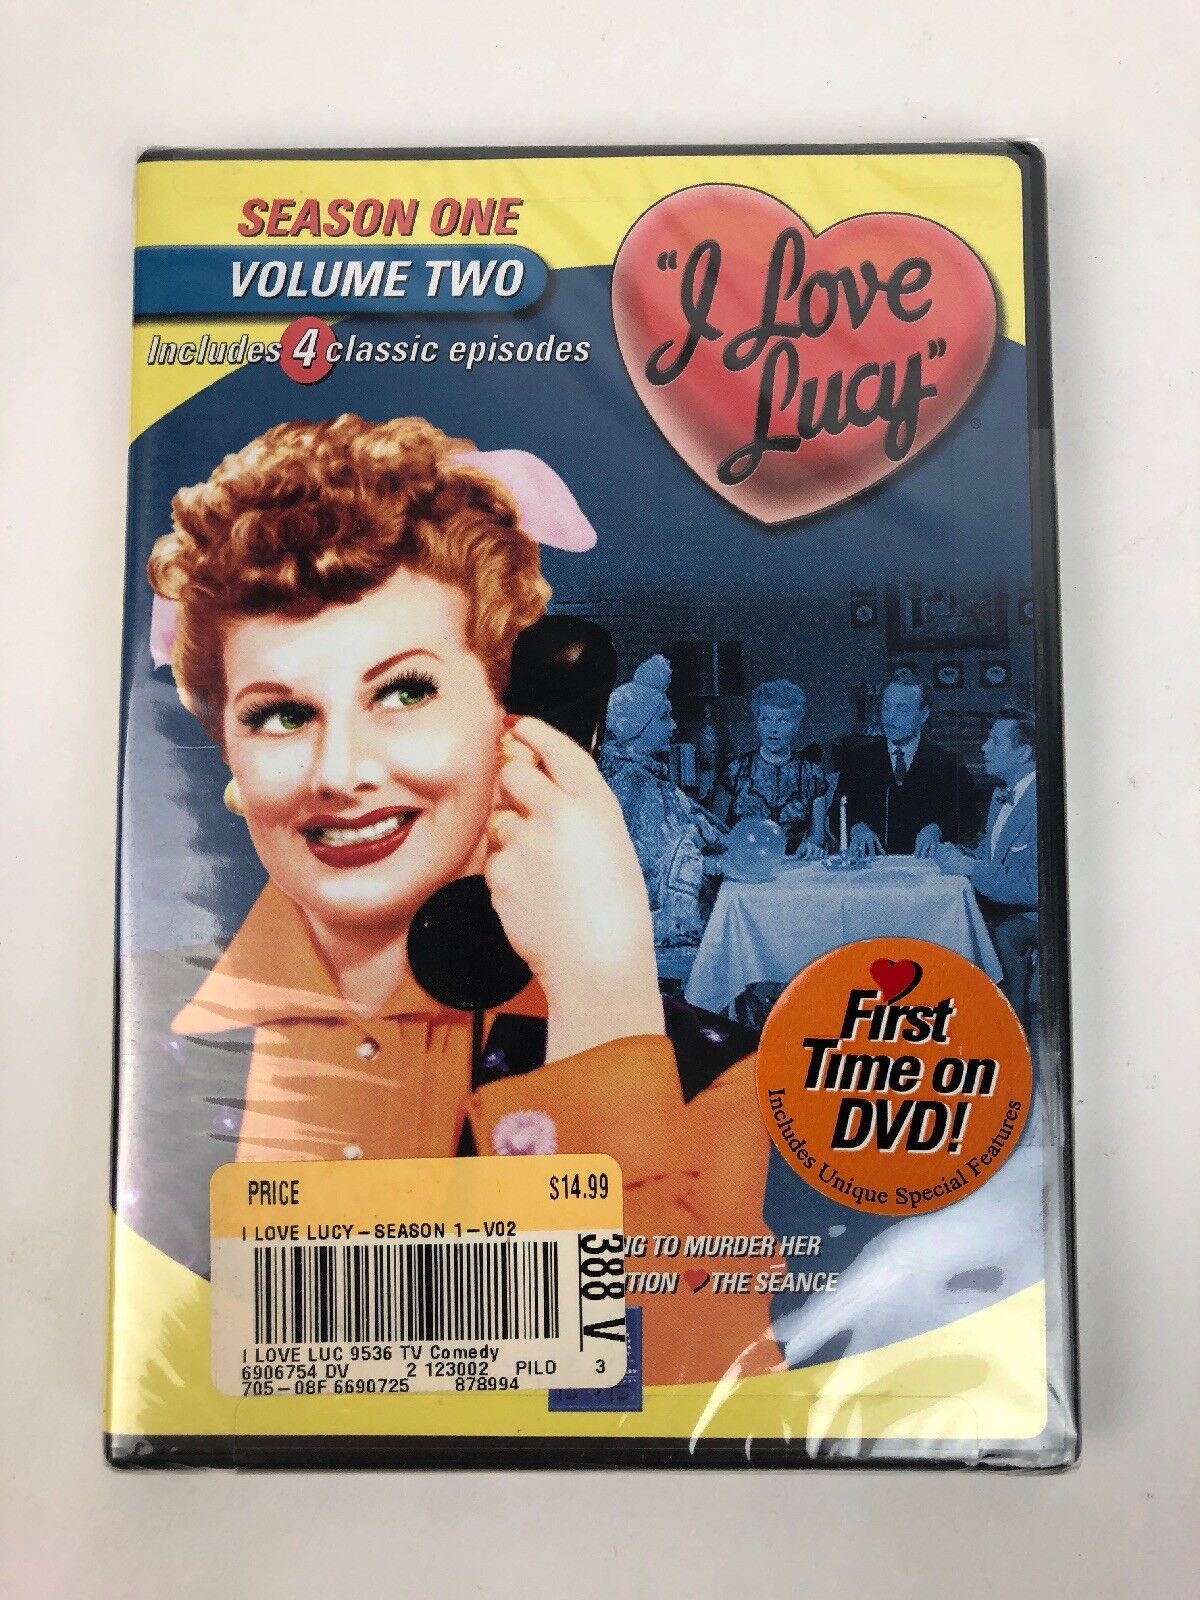 SEASON ONE
VOLUME TWO
Includes 4 classic episodes
"I Love
Lucy"
®
First
Time on
DVD!
Includes Unique Special Features
TO MURDER HER
THE SÉANCE
PRICE $14.99
I LOVE LUCY-SEASON 1-V02
388 V
I LOVE LUC 9536 TV Comedy
6906754 DV 2 123002 PILD 3
705-08F 6690725 878994